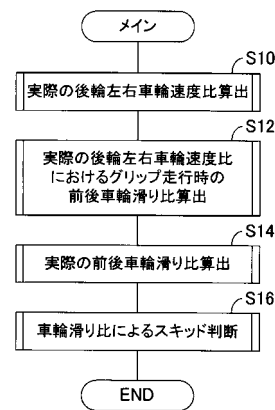 メイン
S10
実際の後輪左右車輪速度比算出
S12
実際の後輪左右車輪速度比
におけるグリップ走行時の
前後車輪滑り比算出
S14
実際の前後車輪滑り比算出
S16
車輪滑り比によるスキッド判断
END